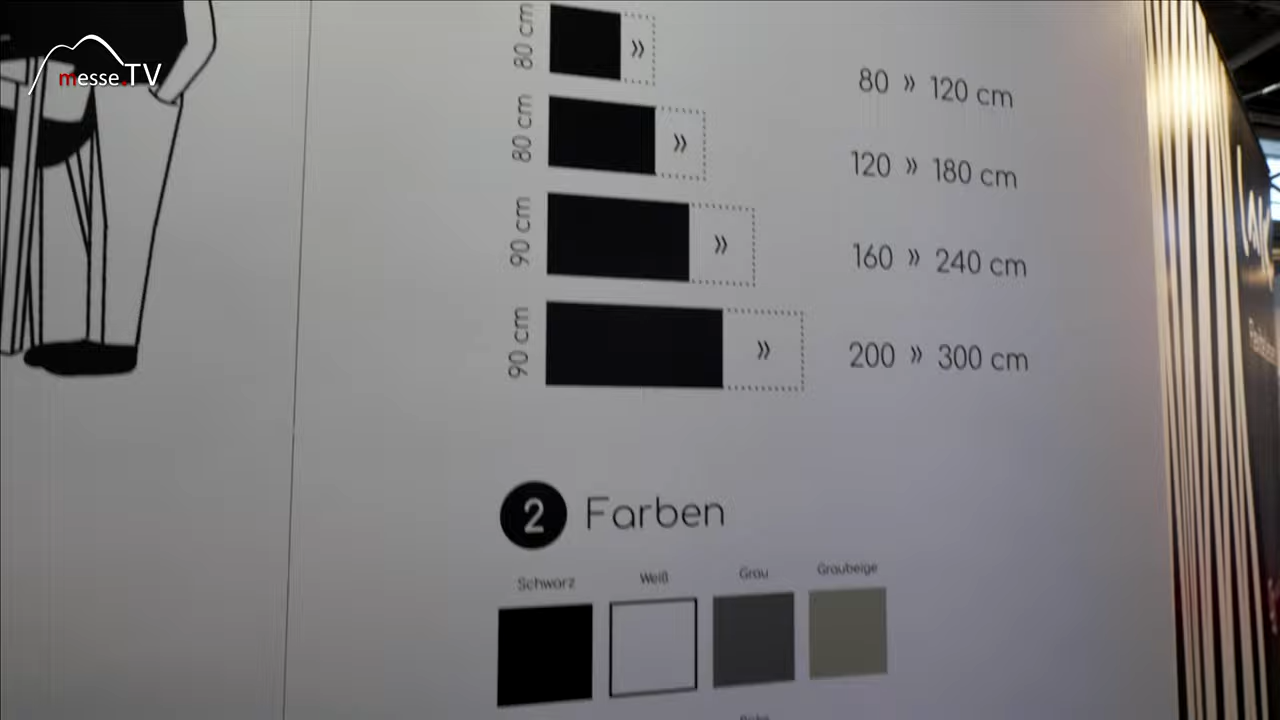 messe.TV
80 cm
» 80 » 120 cm
80 cm
» 120 » 180 cm
90 cm
» 160 » 240 cm
90 cm
» 200 » 300 cm
2 Farben
Schwarz Weiß Grau Graubeige